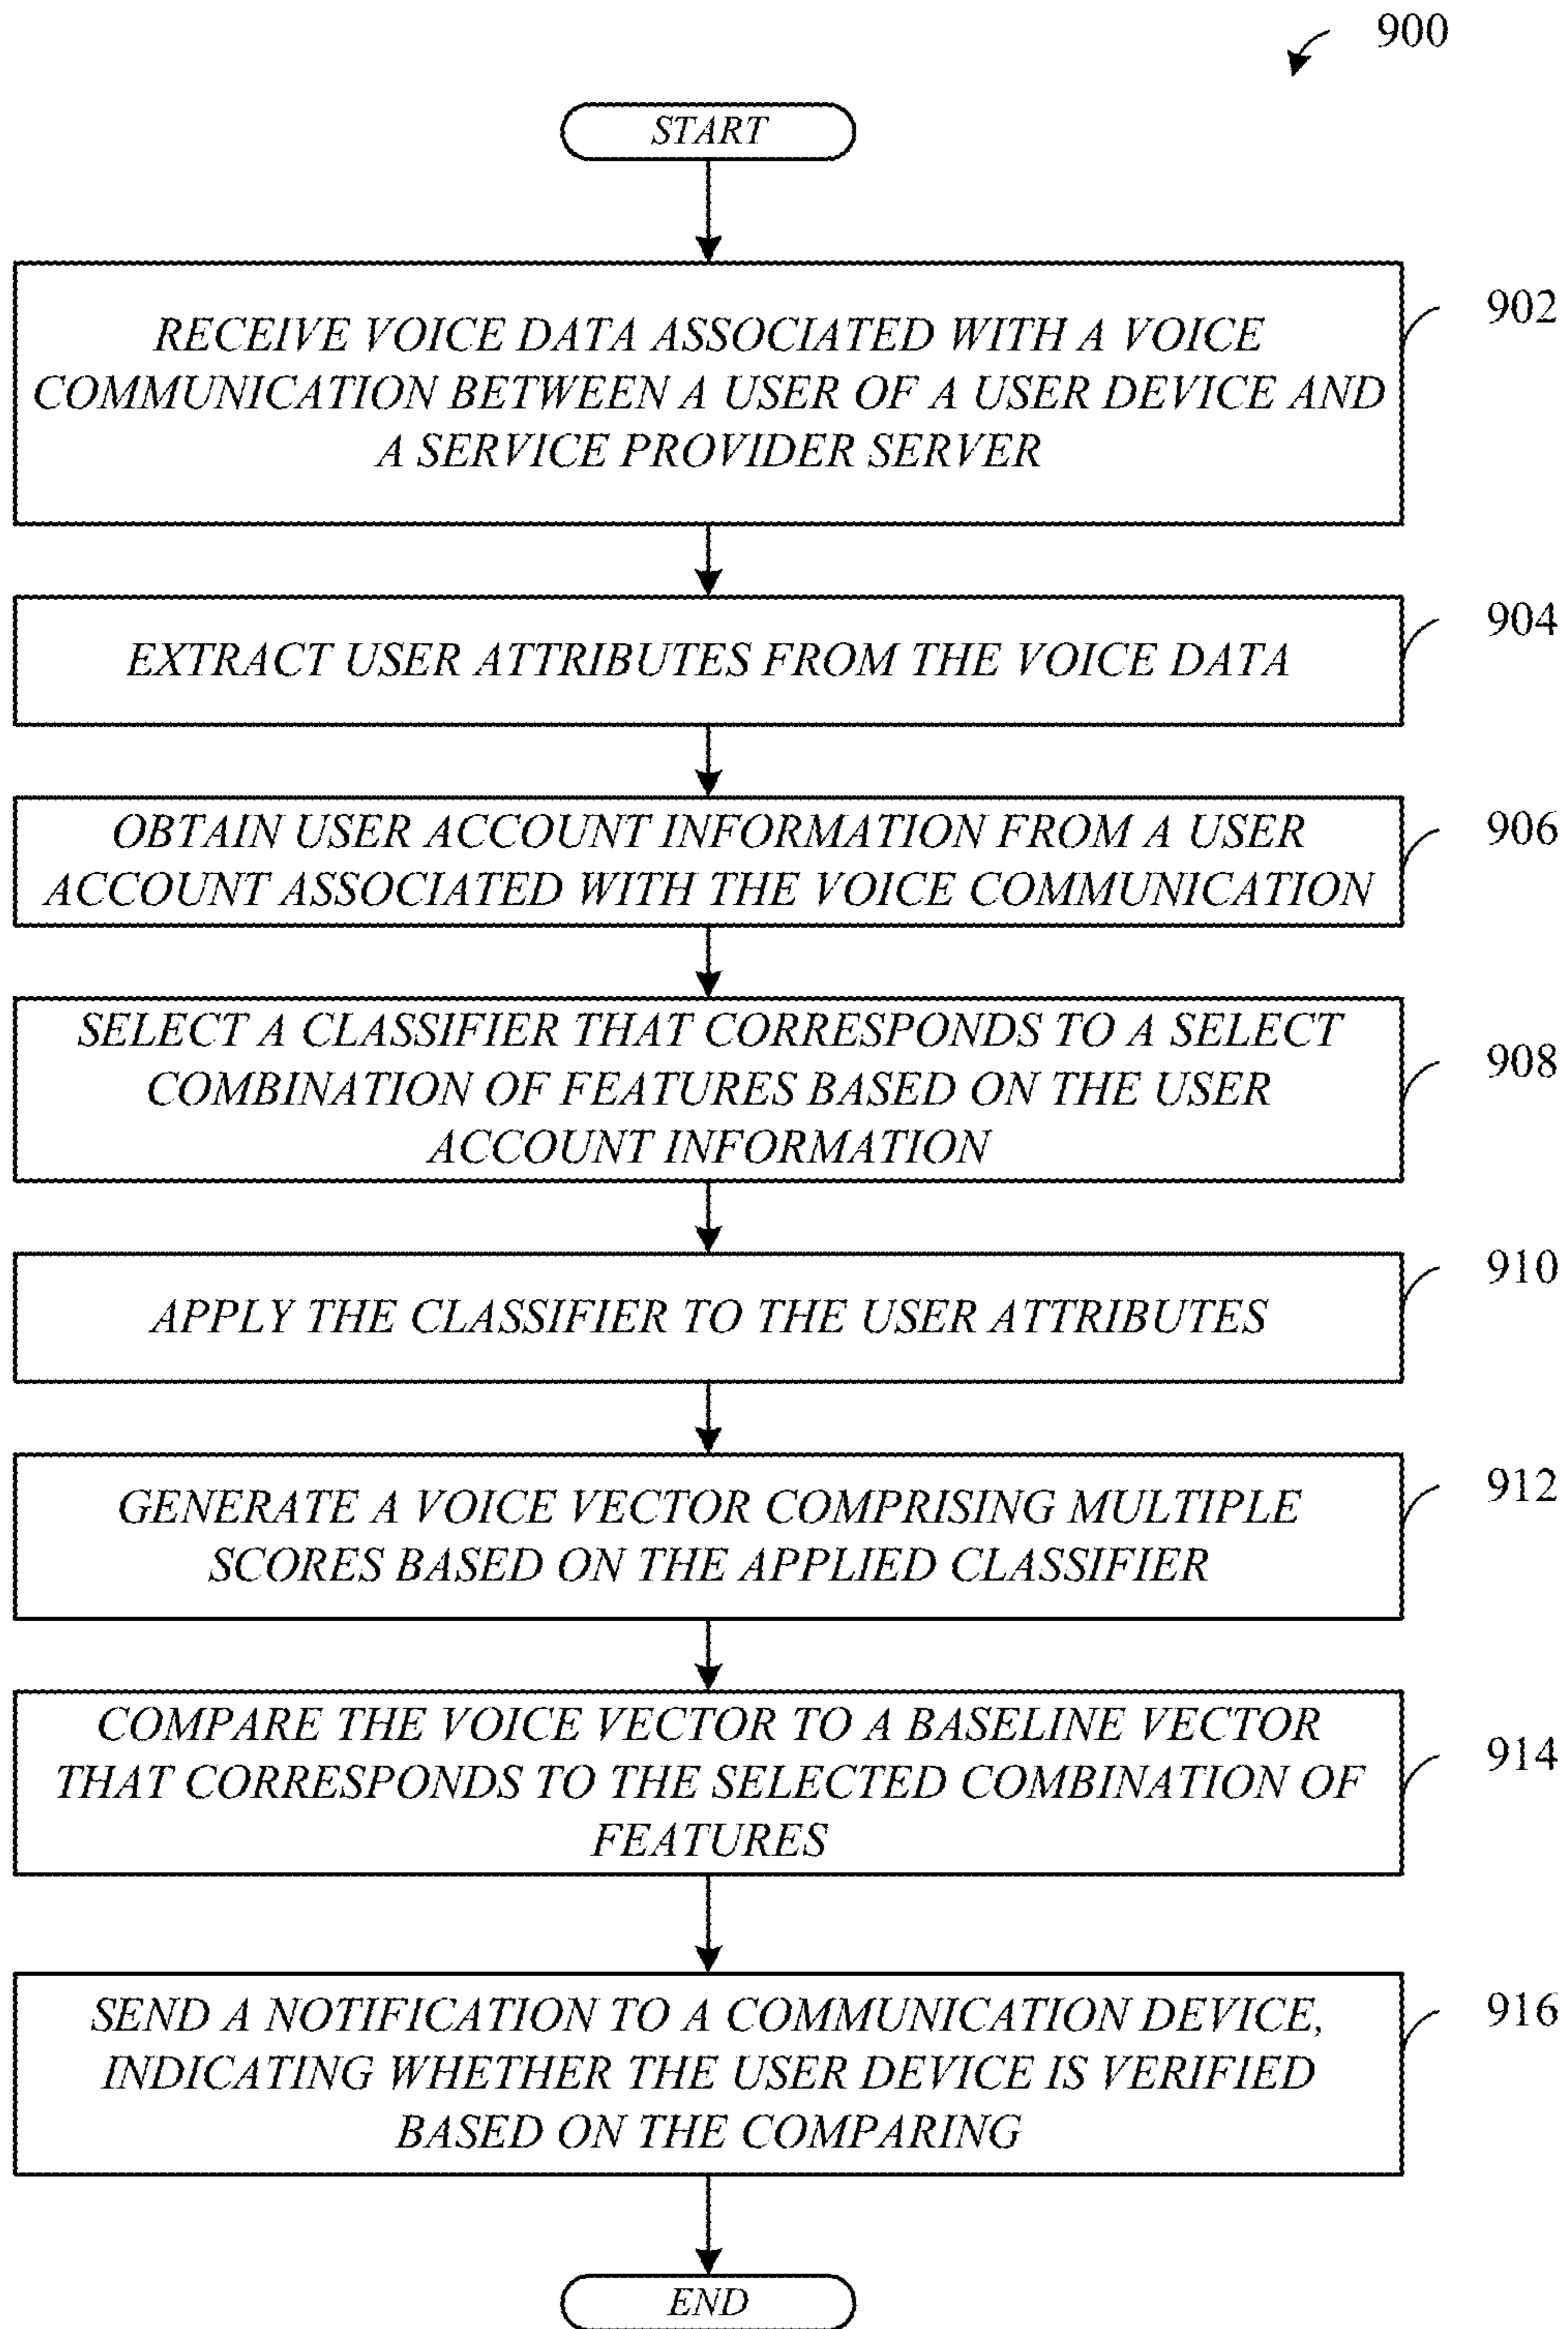 900
START
RECEIVE VOICE DATA ASSOCIATED WITH A VOICE
COMMUNICATION BETWEEN A USER OF A USER DEVICE AND
A SERVICE PROVIDER SERVER
902
EXTRACT USER ATTRIBUTES FROM THE VOICE DATA
904
OBTAIN USER ACCOUNT INFORMATION FROM A USER
ACCOUNT ASSOCIATED WITH THE VOICE COMMUNICATION
906
SELECT A CLASSIFIER THAT CORRESPONDS TO A SELECT
COMBINATION OF FEATURES BASED ON THE USER
ACCOUNT INFORMATION
908
APPLY THE CLASSIFIER TO THE USER ATTRIBUTES
910
GENERATE A VOICE VECTOR COMPRISING MULTIPLE
SCORES BASED ON THE APPLIED CLASSIFIER
912
COMPARE THE VOICE VECTOR TO A BASELINE VECTOR
THAT CORRESPONDS TO THE SELECTED COMBINATION OF
FEATURES
914
SEND A NOTIFICATION TO A COMMUNICATION DEVICE,
INDICATING WHETHER THE USER DEVICE IS VERIFIED
BASED ON THE COMPARING
916
END